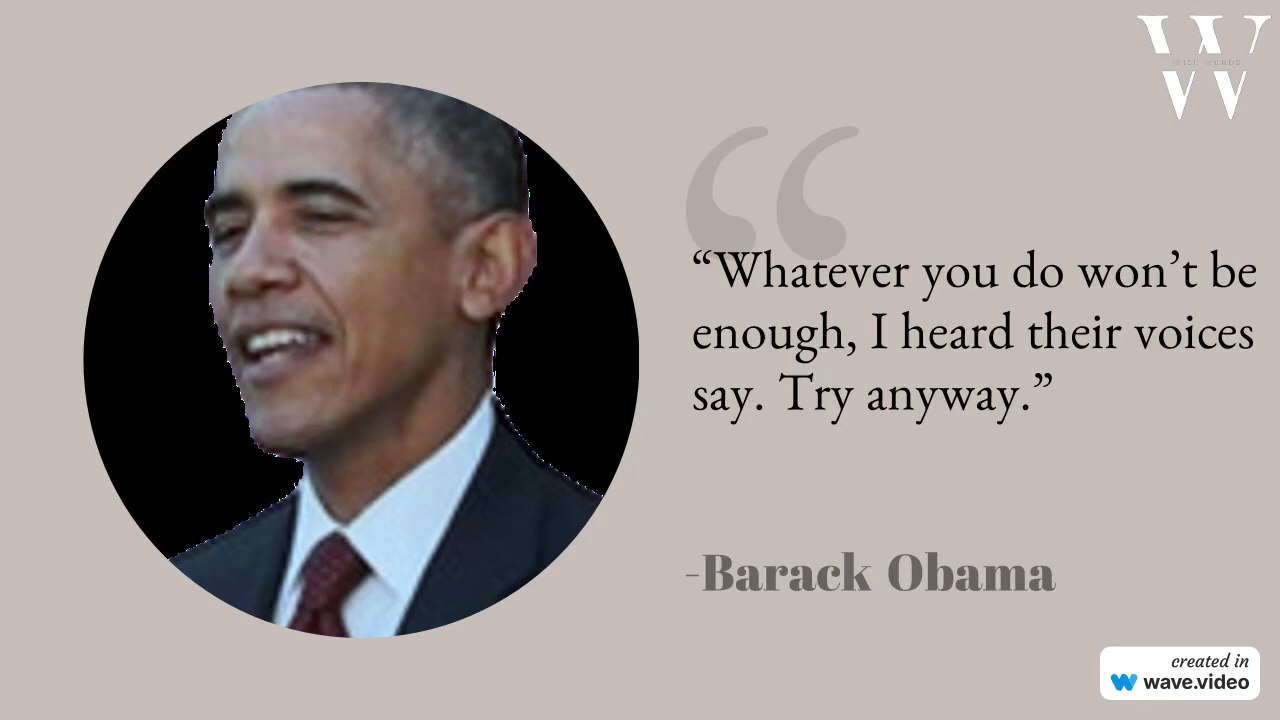 W
“Whatever you do won’t be
enough, I heard their voices
say. Try anyway.”
-Barack Obama
created in
wave.video